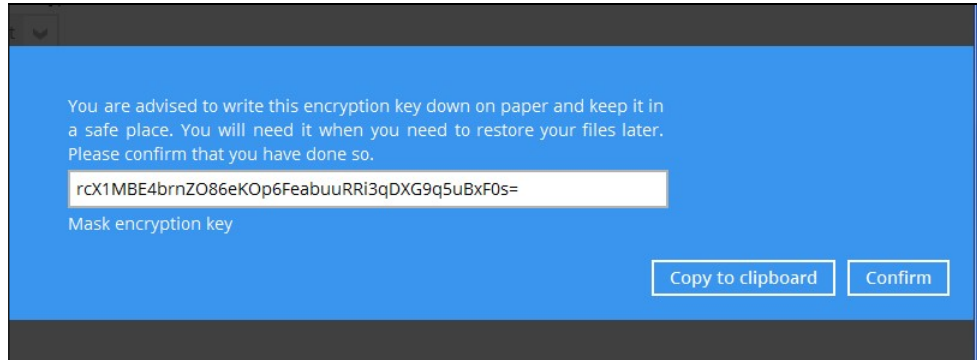 You are advised to write this encryption key down on paper and keep it in
a safe place. You will need it when you need to restore your files later.
Please confirm that you have done so.
rcX1MBE4brnZO86eKOp6FeabuuRRi3qDXG9q5uBxF0s=
Mask encryption key
Copy to clipboard
Confirm